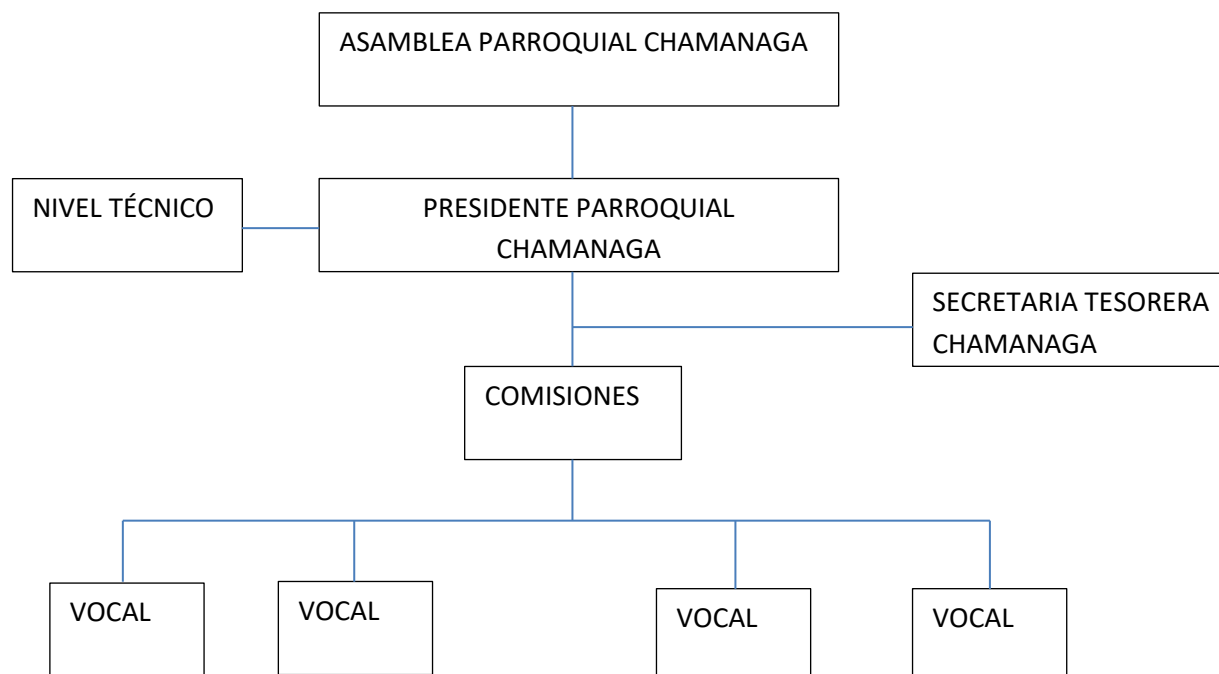 ASAMBLEA PARROQUIAL CHAMANAGA
NIVEL TÉCNICO
PRESIDENTE PARROQUIAL
CHAMANAGA
SECRETARIA TESORERA
CHAMANAGA
COMISIONES
VOCAL
VOCAL
VOCAL
VOCAL